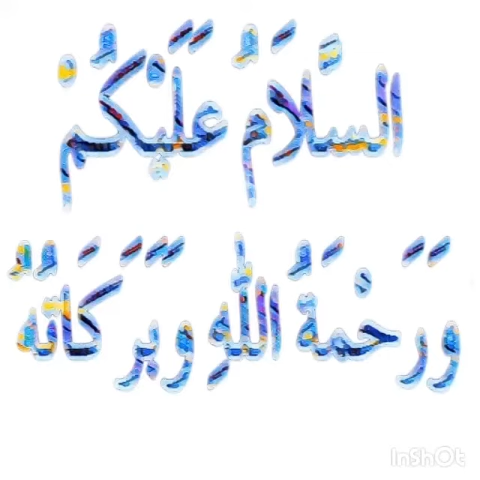 السَّلَامُ عَلَيْكُمْ
وَرَحْمَةُ اللّٰهِ وَبَرَكَاتُهُ
InShOt